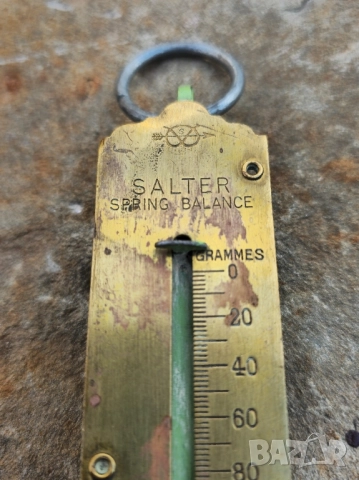 SALTER
SPRING BALANCE
GRAMMES
0
20
40
60
80
BAZAR